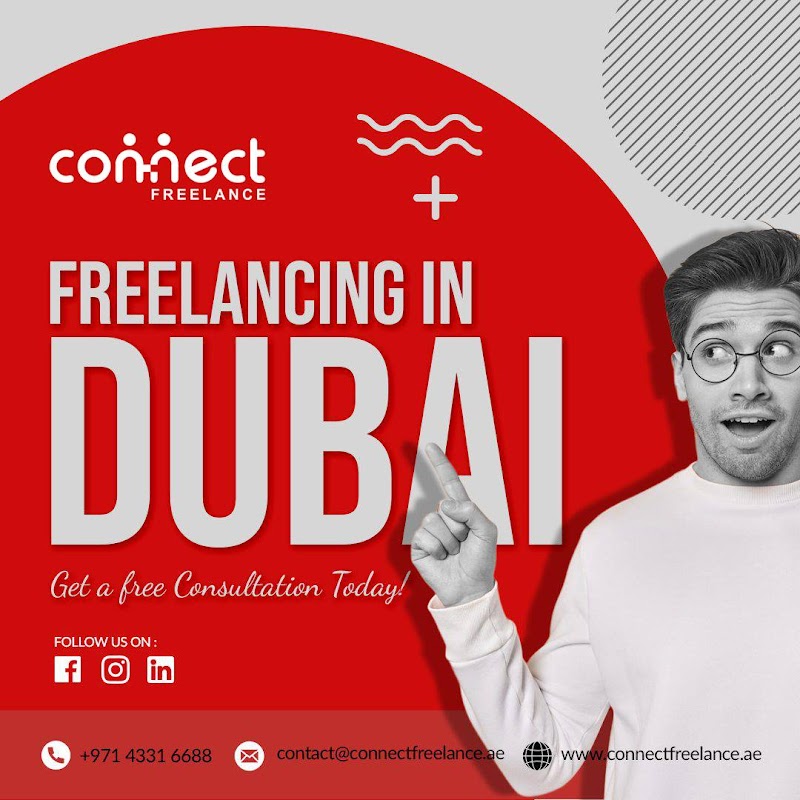 connect
FREELANCE
FREELANCING IN
DUBAI
Get a free Consultation Today!
FOLLOW US ON :
+971 4331 6688
contact@connectfreelance.ae
www.connectfreelance.ae